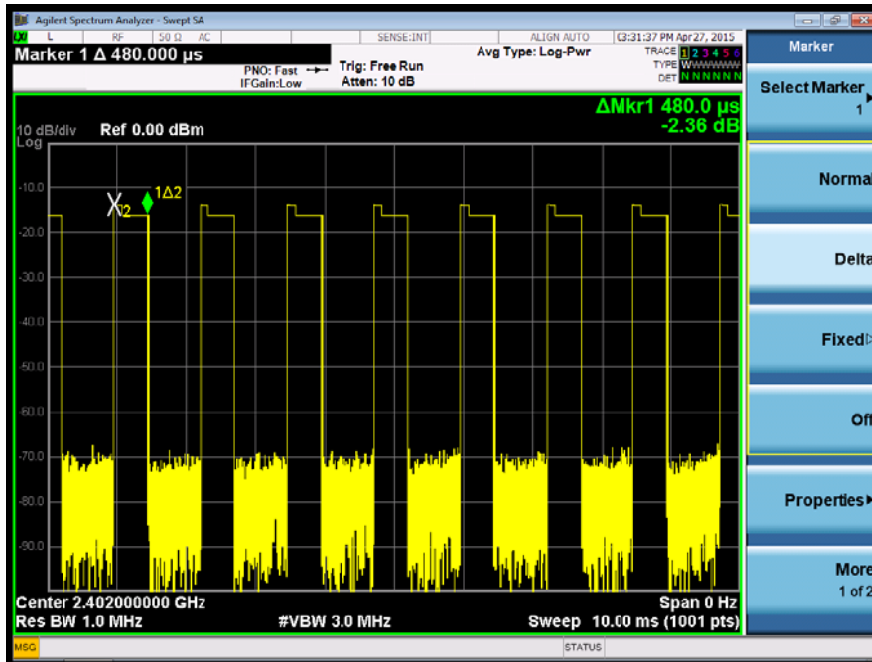 Agilent Spectrum Analyzer - Swept SA
L RF 50 Ω AC SENSE:INT ALIGN AUTO 03:31:37 PM Apr 27, 2015
Marker 1 Δ 480.000 µs
PNO: Fast
IFGain:Low
Trig: Free Run
Atten: 10 dB
Avg Type: Log-Pwr
TRACE 1 2 3 4 5 6
TYPE WWWWWW
DET N N N N N N
Marker
Select Marker
1
Normal
Delta
Fixed
Off
Properties
More
1 of 2
ΔMkr1 480.0 µs
-2.36 dB
10 dB/div Ref 0.00 dBm
Log
-10.0
-20.0
-30.0
-40.0
-50.0
-60.0
-70.0
-80.0
-90.0
X2
1Δ2
Center 2.402000000 GHz Span 0 Hz
Res BW 1.0 MHz #VBW 3.0 MHz Sweep 10.00 ms (1001 pts)
MSG STATUS